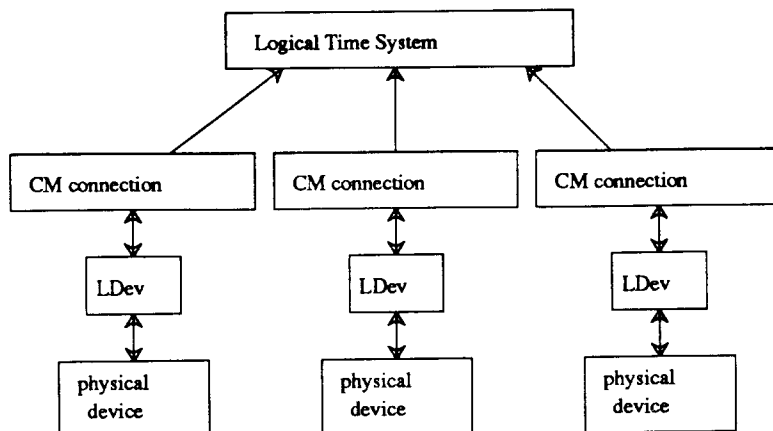 Logical Time System
CM connection
CM connection
CM connection
LDev
LDev
LDev
physical
device
physical
device
physical
device